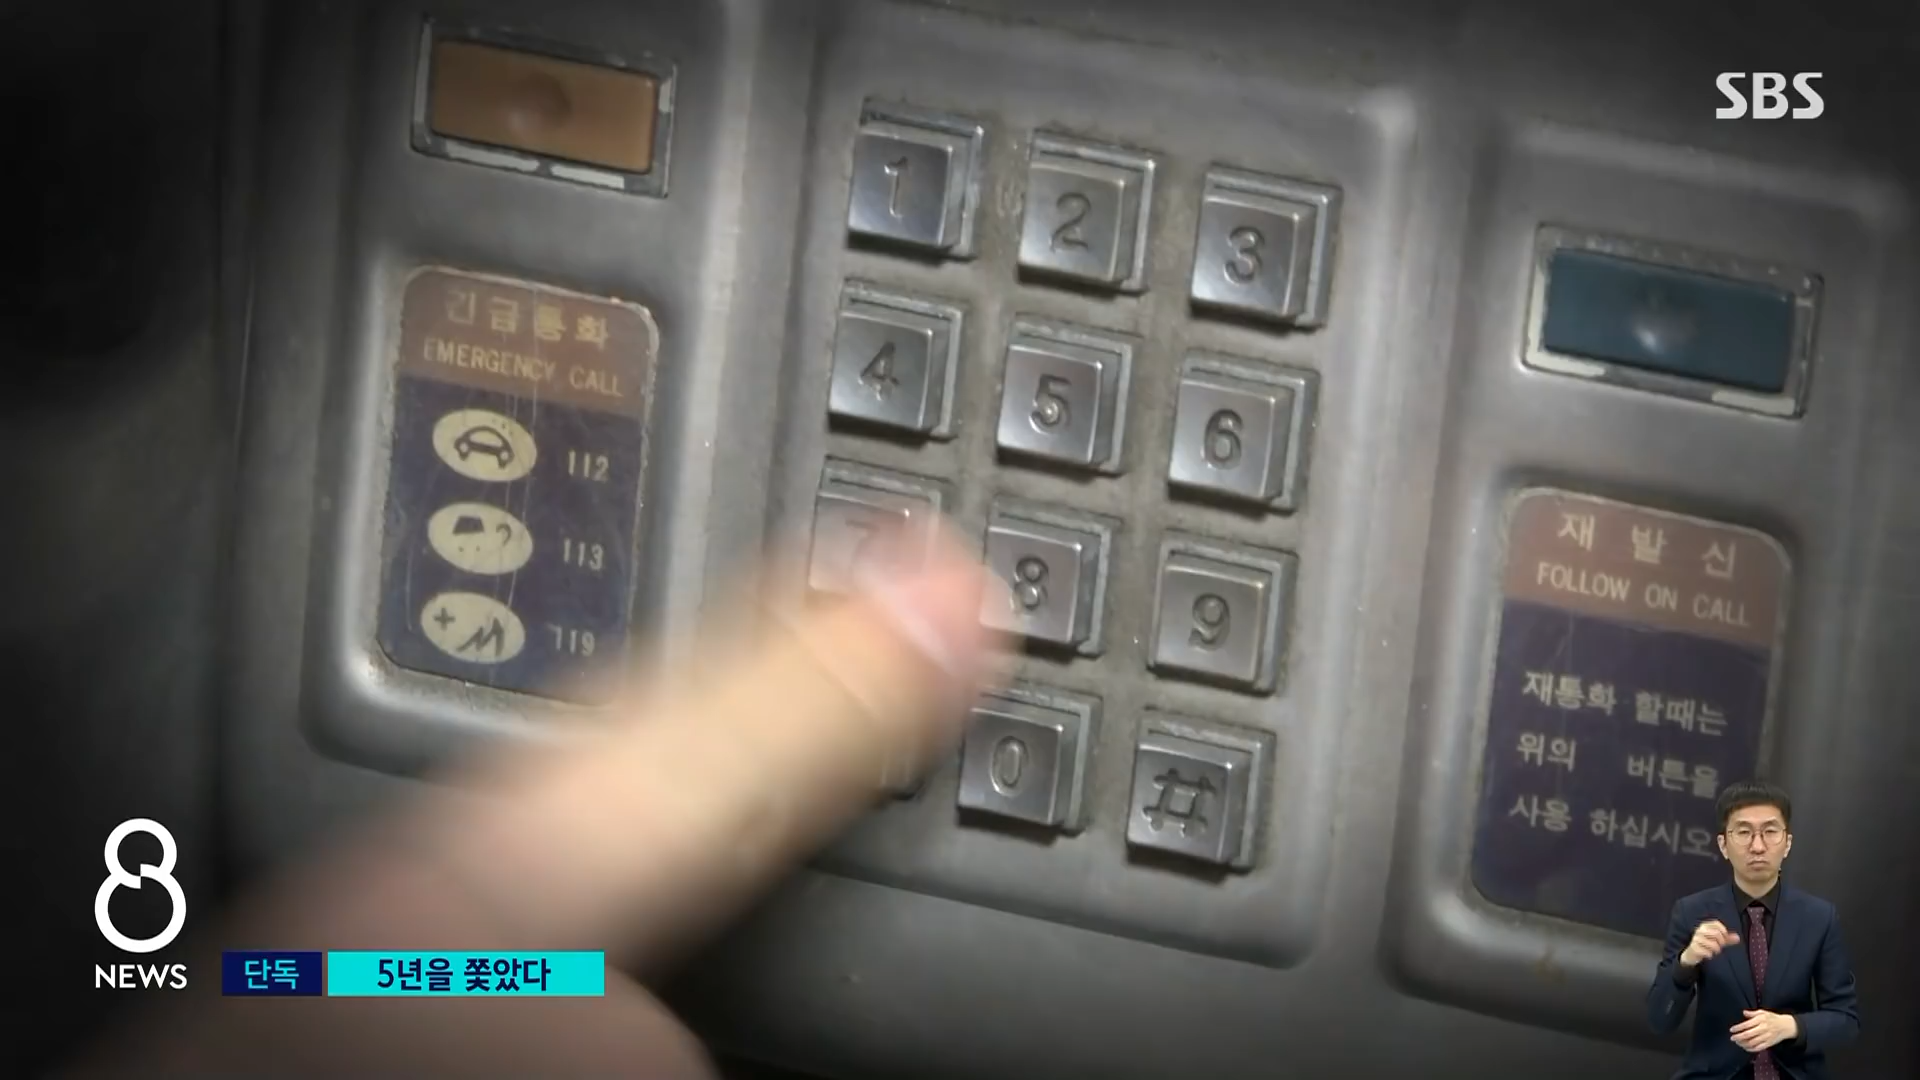 SBS
긴급통화
EMERGENCY CALL
112
113
119
1 2 3
4 5 6
7 8 9
0 #
재 발 신
FOLLOW ON CALL
재통화 할때는
위의 버튼을
사용 하십시오.
8
NEWS
단독
5년을 쫓았다